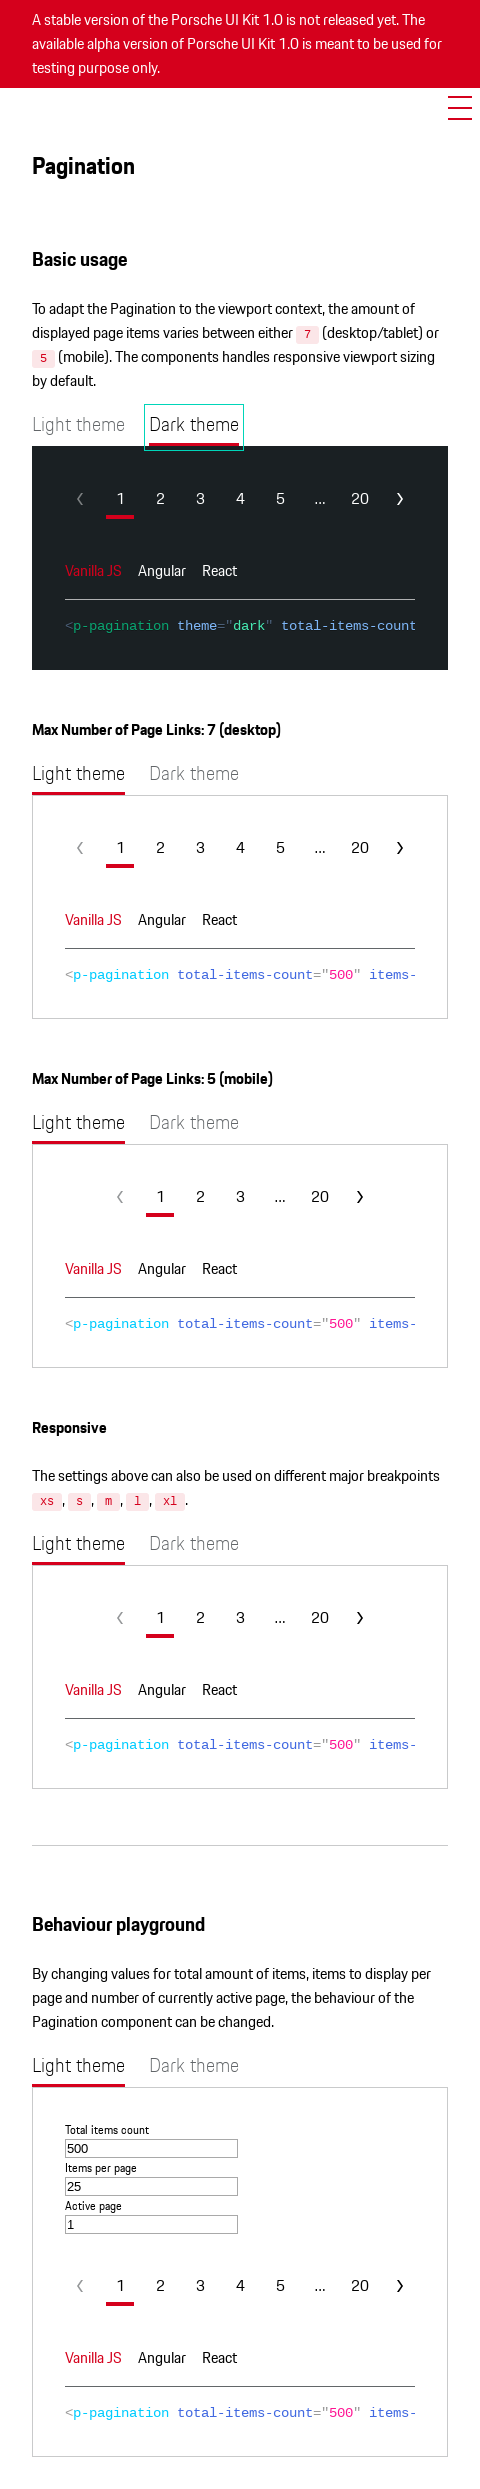 A stable version of the Porsche UI Kit 1.0 is not released yet. The
available alpha version of Porsche UI Kit 1.0 is meant to be used for
testing purpose only.
Pagination
Basic usage
To adapt the Pagination to the viewport context, the amount of
displayed page items varies between either 7 (desktop/tablet) or
5 (mobile). The components handles responsive viewport sizing
by default.
Light theme Dark theme
1 2 3 4 5 ... 20
Vanilla JS Angular React
<p-pagination theme="dark" total-items-count
Max Number of Page Links: 7 (desktop)
Light theme Dark theme
1 2 3 4 5 ... 20
Vanilla JS Angular React
<p-pagination total-items-count="500" items-
Max Number of Page Links: 5 (mobile)
Light theme Dark theme
1 2 3 ... 20
Vanilla JS Angular React
<p-pagination total-items-count="500" items-
Responsive
The settings above can also be used on different major breakpoints
xs, s, m, l, xl.
Light theme Dark theme
1 2 3 ... 20
Vanilla JS Angular React
<p-pagination total-items-count="500" items-
Behaviour playground
By changing values for total amount of items, items to display per
page and number of currently active page, the behaviour of the
Pagination component can be changed.
Light theme Dark theme
Total items count
500
Items per page
25
Active page
1
1 2 3 4 5 ... 20
Vanilla JS Angular React
<p-pagination total-items-count="500" items-